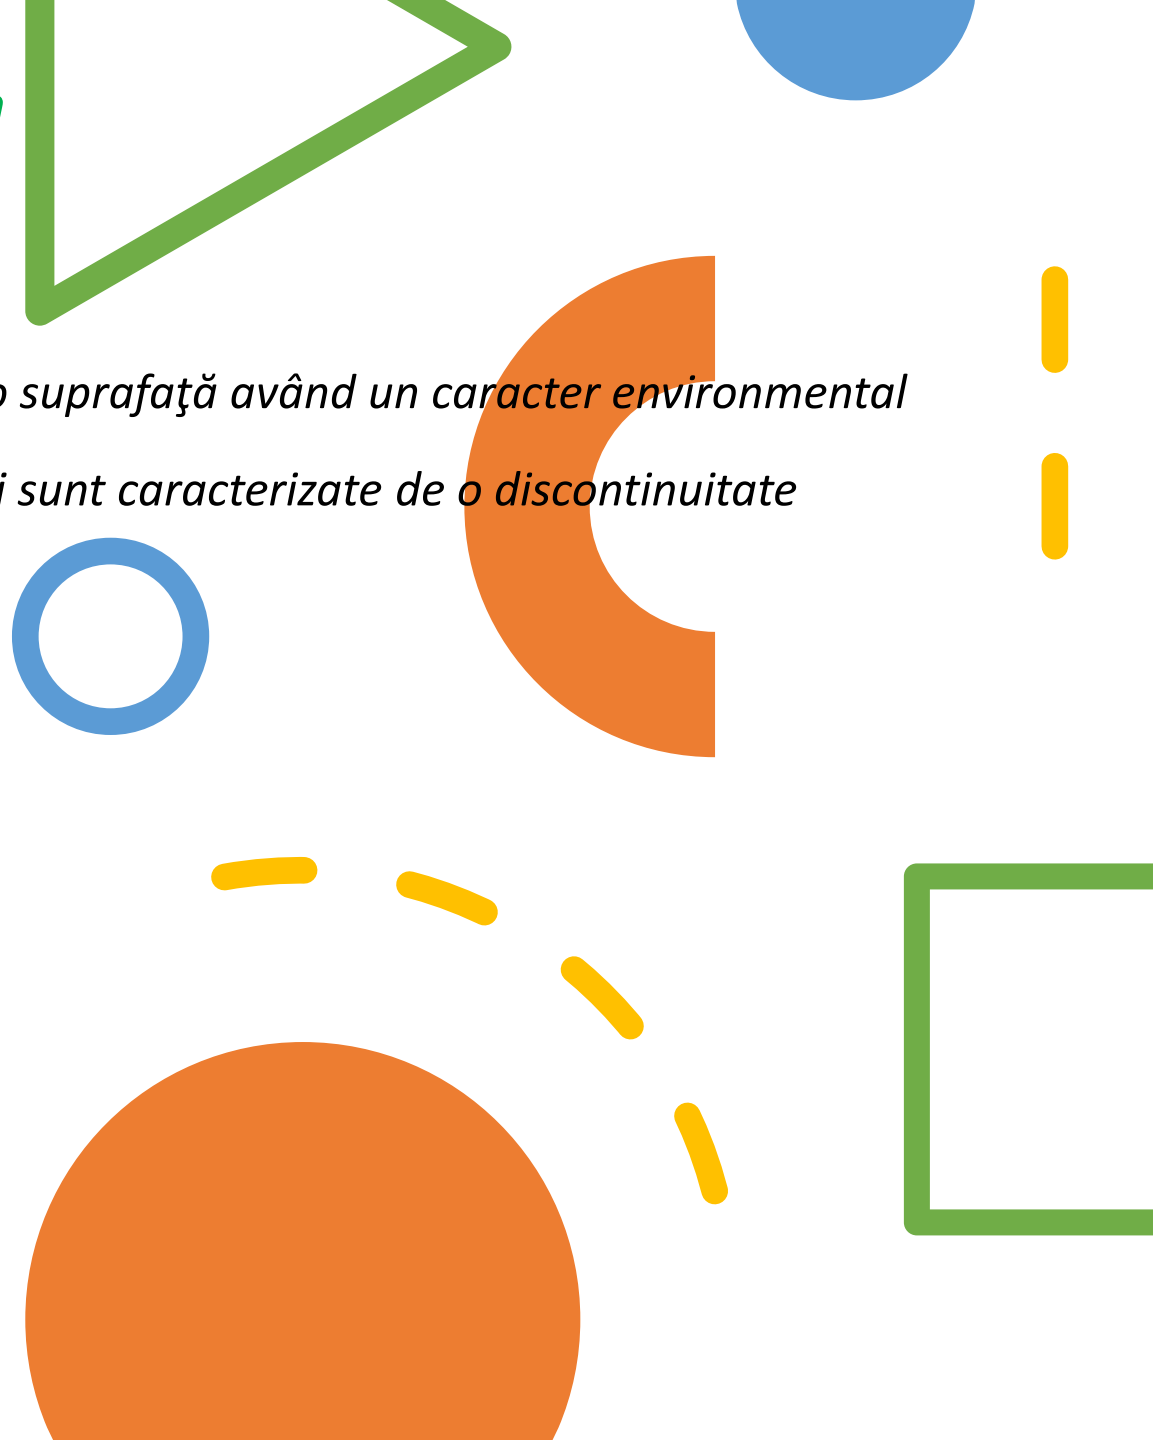 o suprafaţă având un caracter environmental
i sunt caracterizate de o discontinuitate